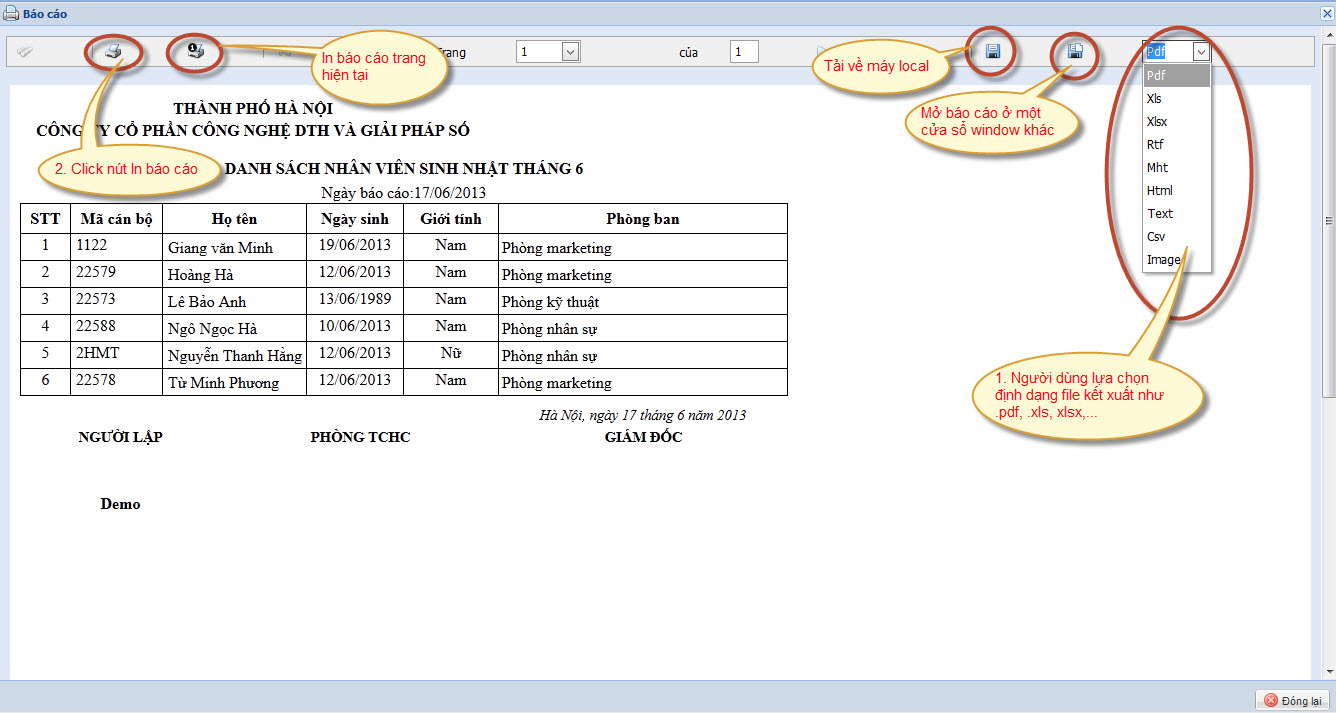 Báo cáo
In báo cáo trang
hiện tại
1
của
1
Tải về máy local
Mở báo cáo ở một
cửa sổ window khác
Pdf
Pdf
Xls
Xlsx
Rtf
Mht
Html
Text
Csv
Image
THÀNH PHỐ HÀ NỘI
CỔ PHẦN CÔNG NGHỆ DTH VÀ GIẢI PHÁP SỐ
2. Click nút In báo cáo
DANH SÁCH NHÂN VIÊN SINH NHẬT THÁNG 6
Ngày báo cáo:17/06/2013
STT Mã cán bộ Họ tên Ngày sinh Giới tính Phòng ban
1 1122 Giang văn Minh 19/06/2013 Nam Phòng marketing
2 22579 Hoàng Hà 12/06/2013 Nam Phòng marketing
3 22573 Lê Bảo Anh 13/06/1989 Nam Phòng kỹ thuật
4 22588 Ngô Ngọc Hà 10/06/2013 Nam Phòng nhân sự
5 2HMT Nguyễn Thanh Hằng 12/06/2013 Nữ Phòng nhân sự
6 22578 Từ Minh Phương 12/06/2013 Nam Phòng marketing
1. Người dùng lựa chọn
định dạng file kết xuất như
.pdf, .xls, xlsx,...
Hà Nội, ngày 17 tháng 6 năm 2013
NGƯỜI LẬP PHÒNG TCHC GIÁM ĐỐC
Demo
Đóng lại